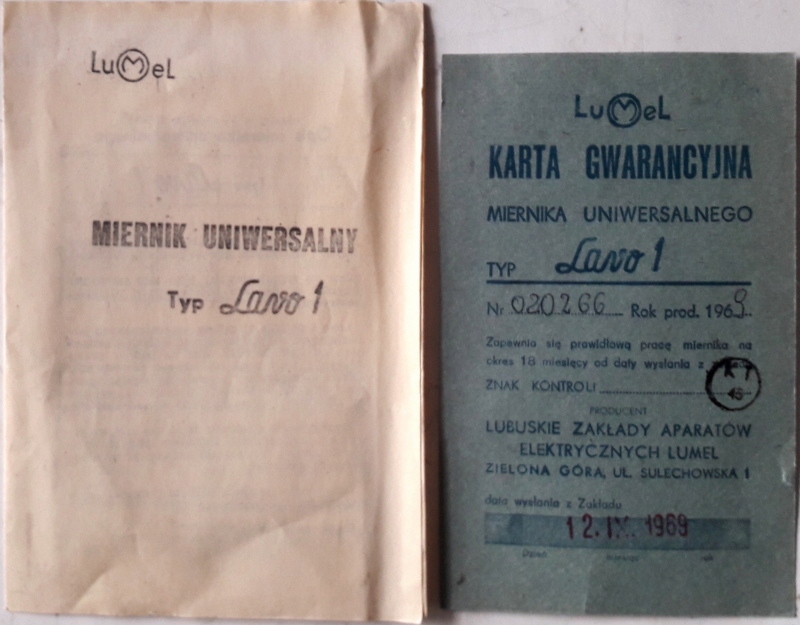 LuMeL
MIERNIK UNIWERSALNY
Typ Lavo 1
LuMeL
KARTA GWARANCYJNA
MIERNIKA UNIWERSALNEGO
TYP Lavo 1
Nr 020266 Rok prod. 1969
Zapewnia się prawidłową pracę miernika na
okres 18 miesięcy od daty wysłania z
ZNAK KONTROLI
KT
45
PRODUCENT
LUBUSKIE ZAKŁADY APARATÓW
ELEKTRYCZNYCH LUMEL
ZIELONA GÓRA, UL. SULECHOWSKA 1
data wysłania z Zakładu
12. IX. 1969